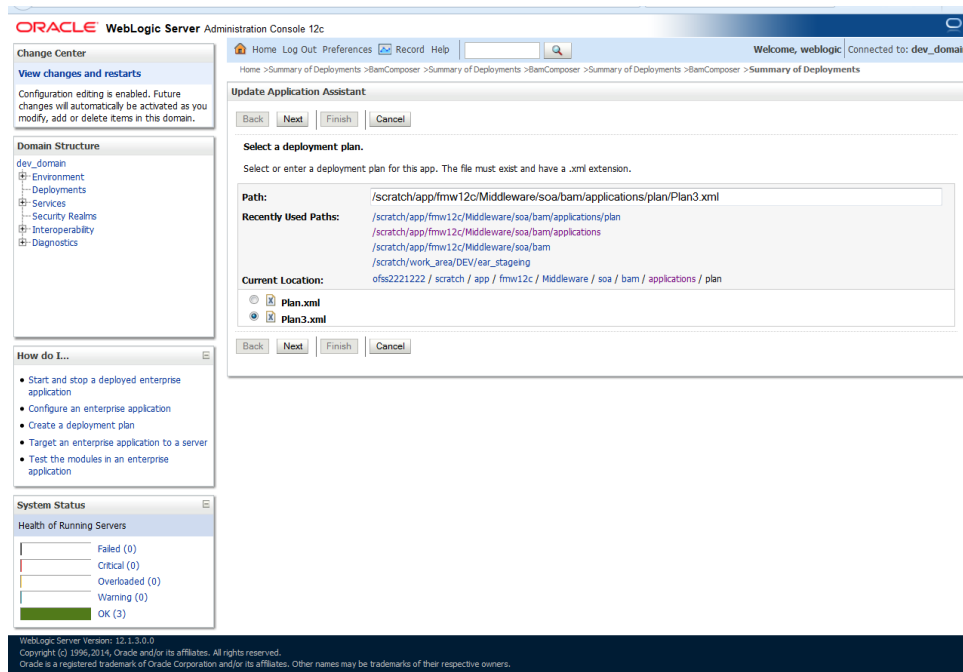 ORACLE WebLogic Server Administration Console 12c
Change Center
View changes and restarts
Configuration editing is enabled. Future
changes will automatically be activated as you
modify, add or delete items in this domain.
Domain Structure
dev_domain
Environment
Deployments
Services
Security Realms
Interoperability
Diagnostics
How do I...
Start and stop a deployed enterprise
application
Configure an enterprise application
Create a deployment plan
Target an enterprise application to a server
Test the modules in an enterprise
application
System Status
Health of Running Servers
Failed (0)
Critical (0)
Overloaded (0)
Warning (0)
OK (3)
Home Log Out Preferences Record Help
Welcome, weblogic Connected to: dev_domai
Home >Summary of Deployments >BamComposer >Summary of Deployments >BamComposer >Summary of Deployments >BamComposer >Summary of Deployments
Update Application Assistant
Back Next Finish Cancel
Select a deployment plan.
Select or enter a deployment plan for this app. The file must exist and have a .xml extension.
Path: /scratch/app/fmw12c/Middleware/soa/bam/applications/plan/Plan3.xml
Recently Used Paths: /scratch/app/fmw12c/Middleware/soa/bam/applications/plan
/scratch/app/fmw12c/Middleware/soa/bam/applications
/scratch/app/fmw12c/Middleware/soa/bam
/scratch/work_area/DEV/ear_stageing
Current Location: ofss2221222 / scratch / app / fmw12c / Middleware / soa / bam / applications / plan
Plan.xml
Plan3.xml
Back Next Finish Cancel
WebLogic Server Version: 12.1.3.0.0
Copyright (c) 1996,2014, Oracle and/or its affiliates. All rights reserved.
Oracle is a registered trademark of Oracle Corporation and/or its affiliates. Other names may be trademarks of their respective owners.